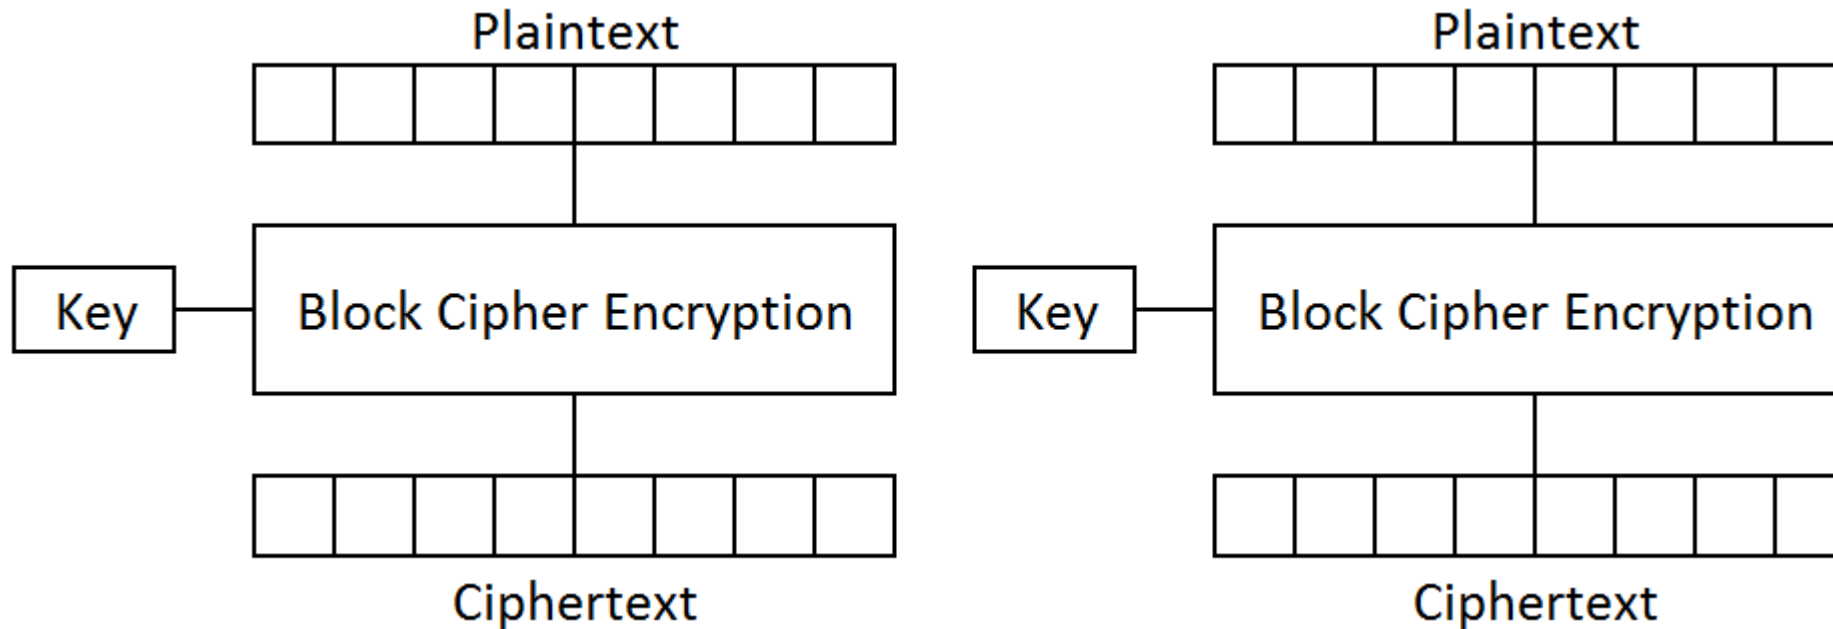 Plaintext
Plaintext
Key
Block Cipher Encryption
Key
Block Cipher Encryption
Ciphertext
Ciphertext